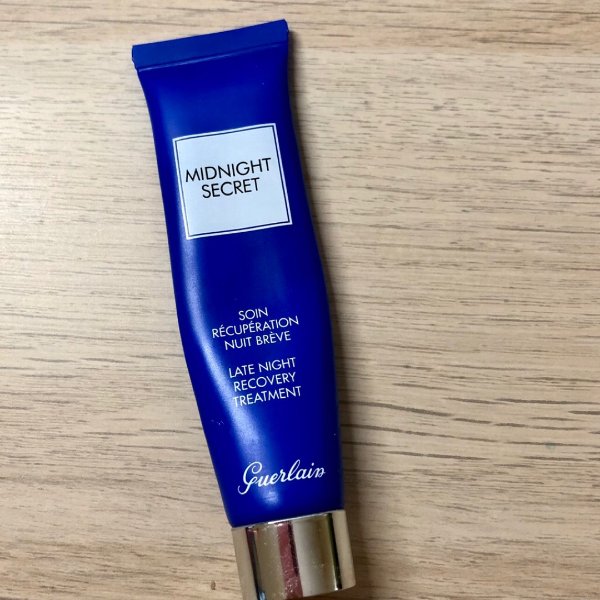 MIDNIGHT
SECRET
SOIN
RÉCUPÉRATION
NUIT BRÈVE
LATE NIGHT
RECOVERY
TREATMENT
Guerlain